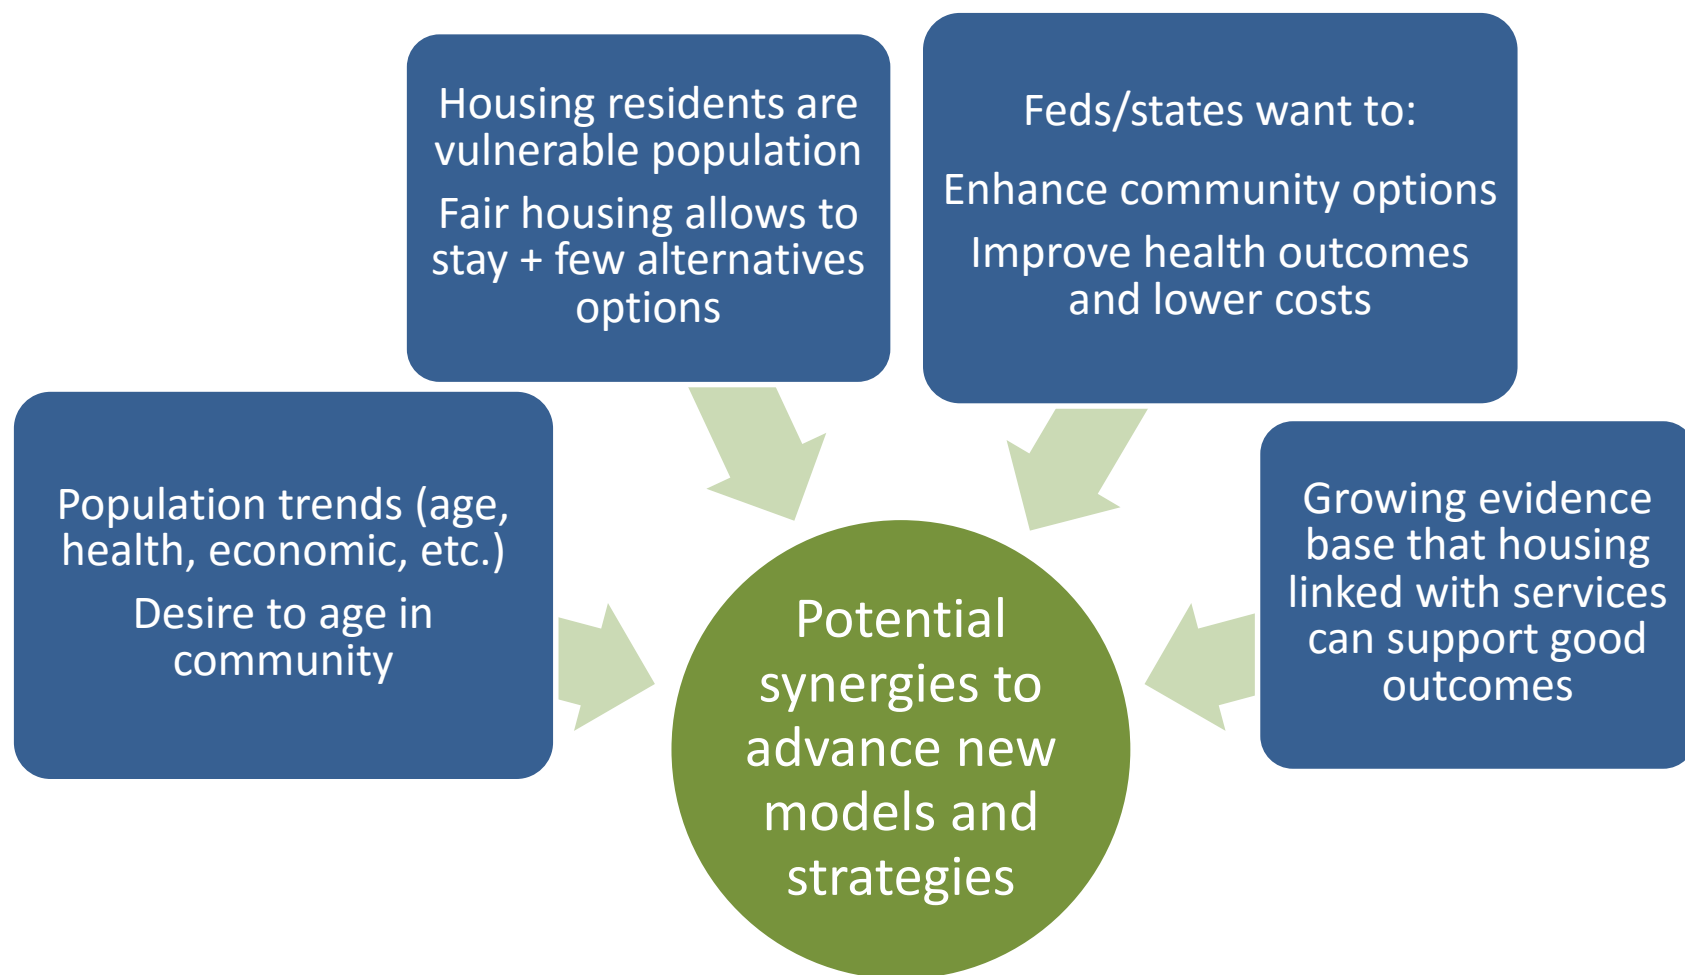 Housing residents are
vulnerable population
Fair housing allows to
stay + few alternatives
options
Feds/states want to:
Enhance community options
Improve health outcomes
and lower costs
Population trends (age,
health, economic, etc.)
Desire to age in
community
Growing evidence
base that housing
linked with services
can support good
outcomes
Potential
synergies to
advance new
models and
strategies